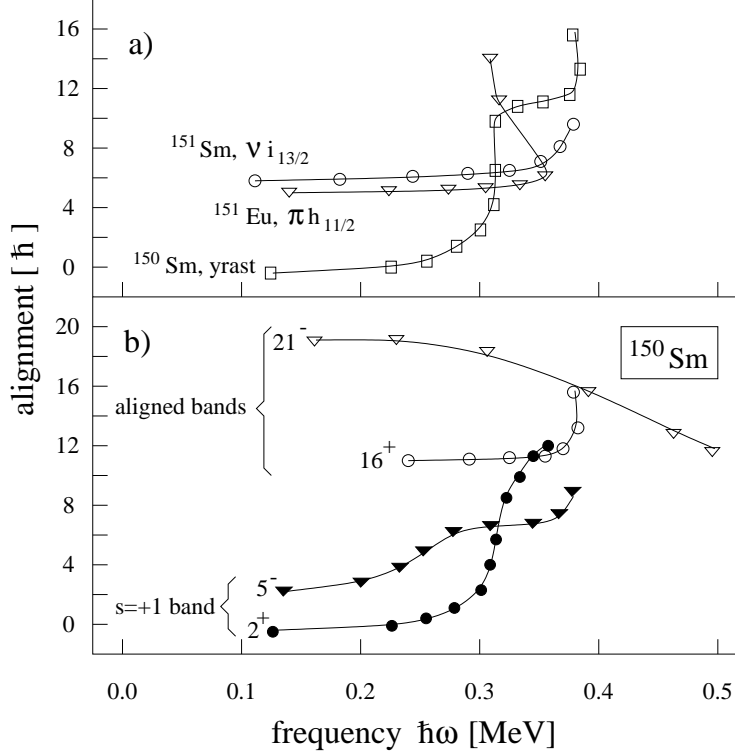 a)
16
12
8
4
0
¹⁵¹Sm, ν i₁₃/₂
¹⁵¹Eu, π h₁₁/₂
¹⁵⁰Sm, yrast
alignment [ ħ ]
b)
20
16
12
8
4
0
21⁻
aligned bands
16⁺
¹⁵⁰Sm
5⁻
s=+1 band
2⁺
0.0 0.1 0.2 0.3 0.4 0.5
frequency ħω [MeV]